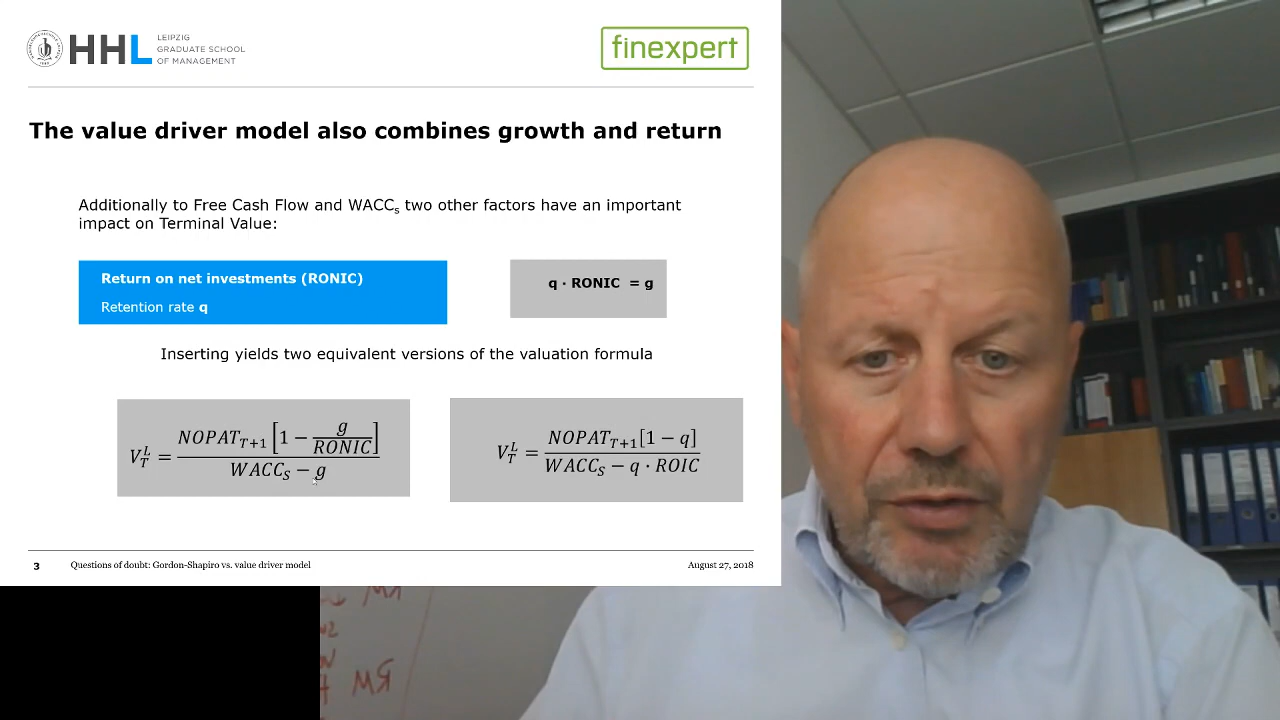 HHL
LEIPZIG
GRADUATE SCHOOL
OF MANAGEMENT
finexpert
The value driver model also combines growth and return
Additionally to Free Cash Flow and WACCs two other factors have an important
impact on Terminal Value:
Return on net investments (RONIC)
Retention rate q
q · RONIC = g
Inserting yields two equivalent versions of the valuation formula
V_T^L = NOPAT_{T+1} [1 − g/RONIC] / (WACC_S − g)
V_T^L = NOPAT_{T+1}[1 − q] / (WACC_S − q · ROIC)
3 Questions of doubt: Gordon-Shapiro vs. value driver model August 27, 2018